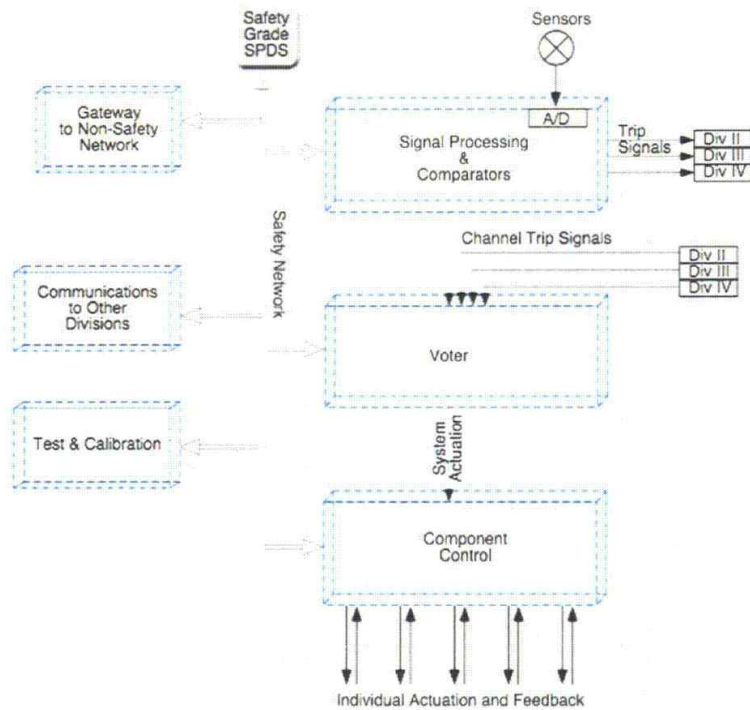 Safety
Grade
SPDS
Sensors
Gateway
to Non-Safety
Network
A/D
Signal Processing
&
Comparators
Trip
Signals
Div II
Div III
Div IV
Safety Network
Channel Trip Signals
Div II
Div III
Div IV
Communications
to Other
Divisions
Voter
Test & Calibration
System
Actuation
Component
Control
Individual Actuation and Feedback